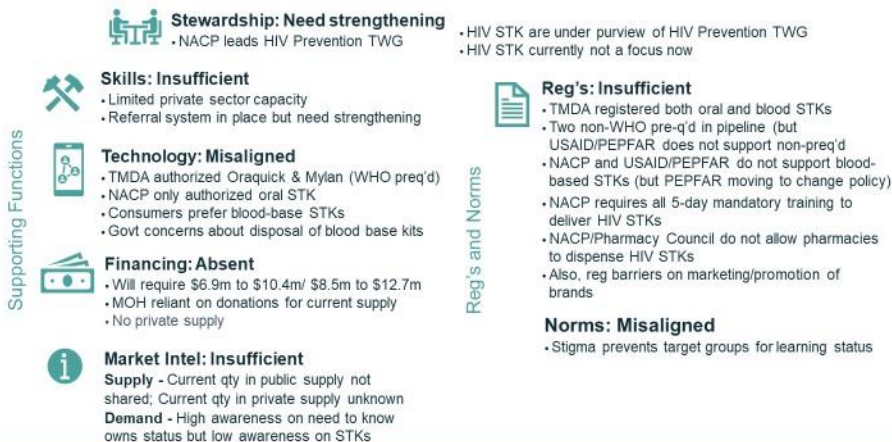 Stewardship: Need strengthening
• NACP leads HIV Prevention TWG
• HIV STK are under purview of HIV Prevention TWG
• HIV STK currently not a focus now
Supporting Functions
Skills: Insufficient
• Limited private sector capacity
• Referral system in place but need strengthening
Technology: Misaligned
• TMDA authorized Oraquick & Mylan (WHO preq'd)
• NACP only authorized oral STK
• Consumers prefer blood-base STKs
• Govt concerns about disposal of blood base kits
Financing: Absent
• Will require $6.9m to $10.4m/ $8.5m to $12.7m
• MOH reliant on donations for current supply
• No private supply
Market Intel: Insufficient
Supply - Current qty in public supply not
shared; Current qty in private supply unknown
Demand - High awareness on need to know
owns status but low awareness on STKs
Reg's and Norms
Reg's: Insufficient
• TMDA registered both oral and blood STKs
• Two non-WHO pre-q'd in pipeline (but
USAID/PEPFAR does not support non-preq'd
• NACP and USAID/PEPFAR do not support blood-
based STKs (but PEPFAR moving to change policy)
• NACP requires all 5-day mandatory training to
deliver HIV STKs
• NACP/Pharmacy Council do not allow pharmacies
to dispense HIV STKs
• Also, reg barriers on marketing/promotion of
brands
Norms: Misaligned
• Stigma prevents target groups for learning status